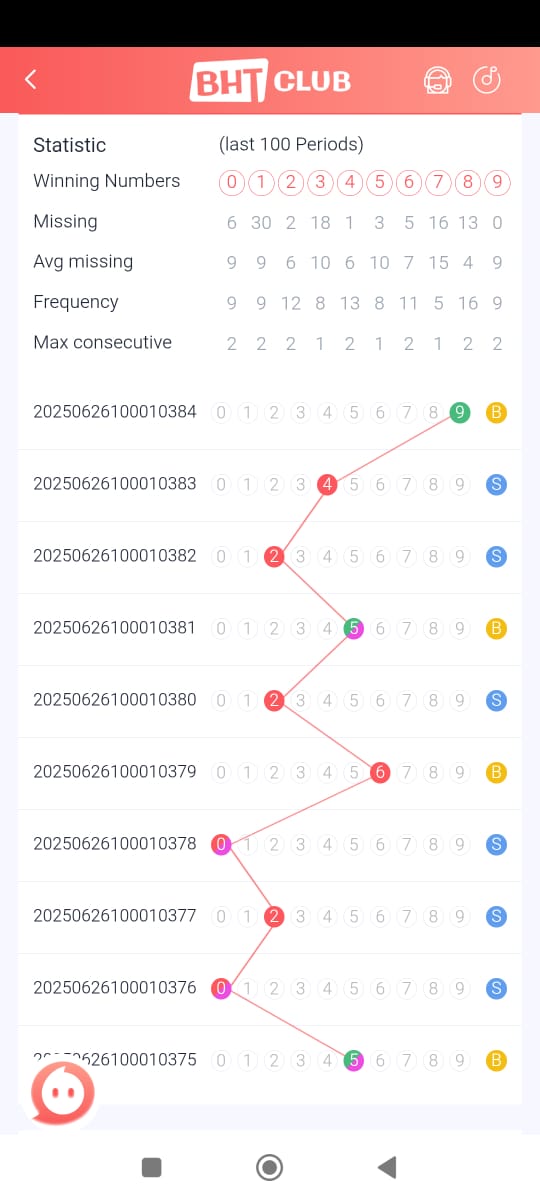 BHT CLUB
Statistic (last 100 Periods)
Winning Numbers 0 1 2 3 4 5 6 7 8 9
Missing 6 30 2 18 1 3 5 16 13 0
Avg missing 9 9 6 10 6 10 7 15 4 9
Frequency 9 9 12 8 13 8 11 5 16 9
Max consecutive 2 2 2 1 2 1 2 1 2 2
20250626100010384 0 1 2 3 4 5 6 7 8 9 B
20250626100010383 0 1 2 3 4 5 6 7 8 9 S
20250626100010382 0 1 2 3 4 5 6 7 8 9 S
20250626100010381 0 1 2 3 4 5 6 7 8 9 B
20250626100010380 0 1 2 3 4 5 6 7 8 9 S
20250626100010379 0 1 2 3 4 5 6 7 8 9 B
20250626100010378 0 1 2 3 4 5 6 7 8 9 S
20250626100010377 0 1 2 3 4 5 6 7 8 9 S
20250626100010376 0 1 2 3 4 5 6 7 8 9 S
20250626100010375 0 1 2 3 4 5 6 7 8 9 B